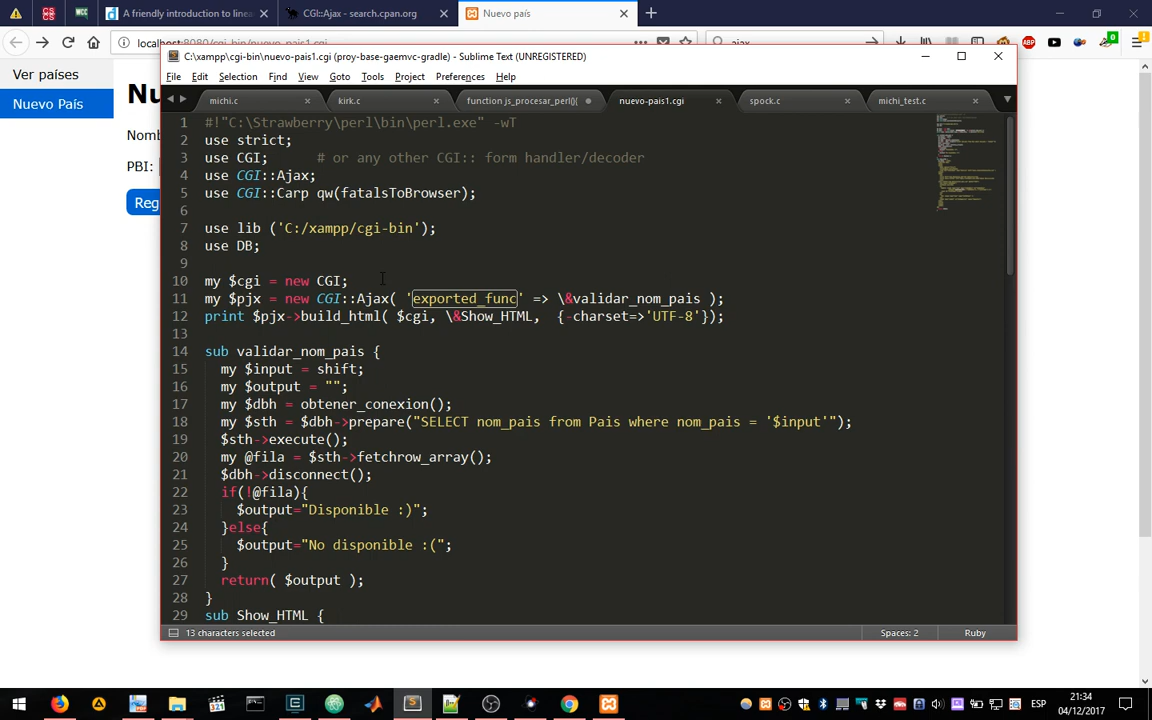 A friendly introduction to linea
CGI::Ajax - search.cpan.org
Nuevo país
localhost:8080/cgi-bin/nuevo-pais1.cgi
ajax
ABP
Ver países
Nuevo País
Nu
Nomb
PBI:
Reg
C:\xampp\cgi-bin\nuevo-pais1.cgi (proy-base-gaemvc-gradle) - Sublime Text (UNREGISTERED)
File Edit Selection Find View Goto Tools Project Preferences Help
michi.c
kirk.c
function js_procesar_perl(){
nuevo-pais1.cgi
spock.c
michi_test.c
1 #!"C:\Strawberry\perl\bin\perl.exe" -wT
2 use strict;
3 use CGI; # or any other CGI:: form handler/decoder
4 use CGI::Ajax;
5 use CGI::Carp qw(fatalsToBrowser);
6
7 use lib ('C:/xampp/cgi-bin');
8 use DB;
9
10 my $cgi = new CGI;
11 my $pjx = new CGI::Ajax( 'exported_func' => \&validar_nom_pais );
12 print $pjx->build_html( $cgi, \&Show_HTML, {-charset=>'UTF-8'});
13
14 sub validar_nom_pais {
15 my $input = shift;
16 my $output = "";
17 my $dbh = obtener_conexion();
18 my $sth = $dbh->prepare("SELECT nom_pais from Pais where nom_pais = '$input'");
19 $sth->execute();
20 my @fila = $sth->fetchrow_array();
21 $dbh->disconnect();
22 if(!@fila){
23 $output="Disponible :)";
24 }else{
25 $output="No disponible :(";
26 }
27 return( $output );
28 }
29 sub Show_HTML {
13 characters selected
Spaces: 2
Ruby
ESP
21:34
04/12/2017